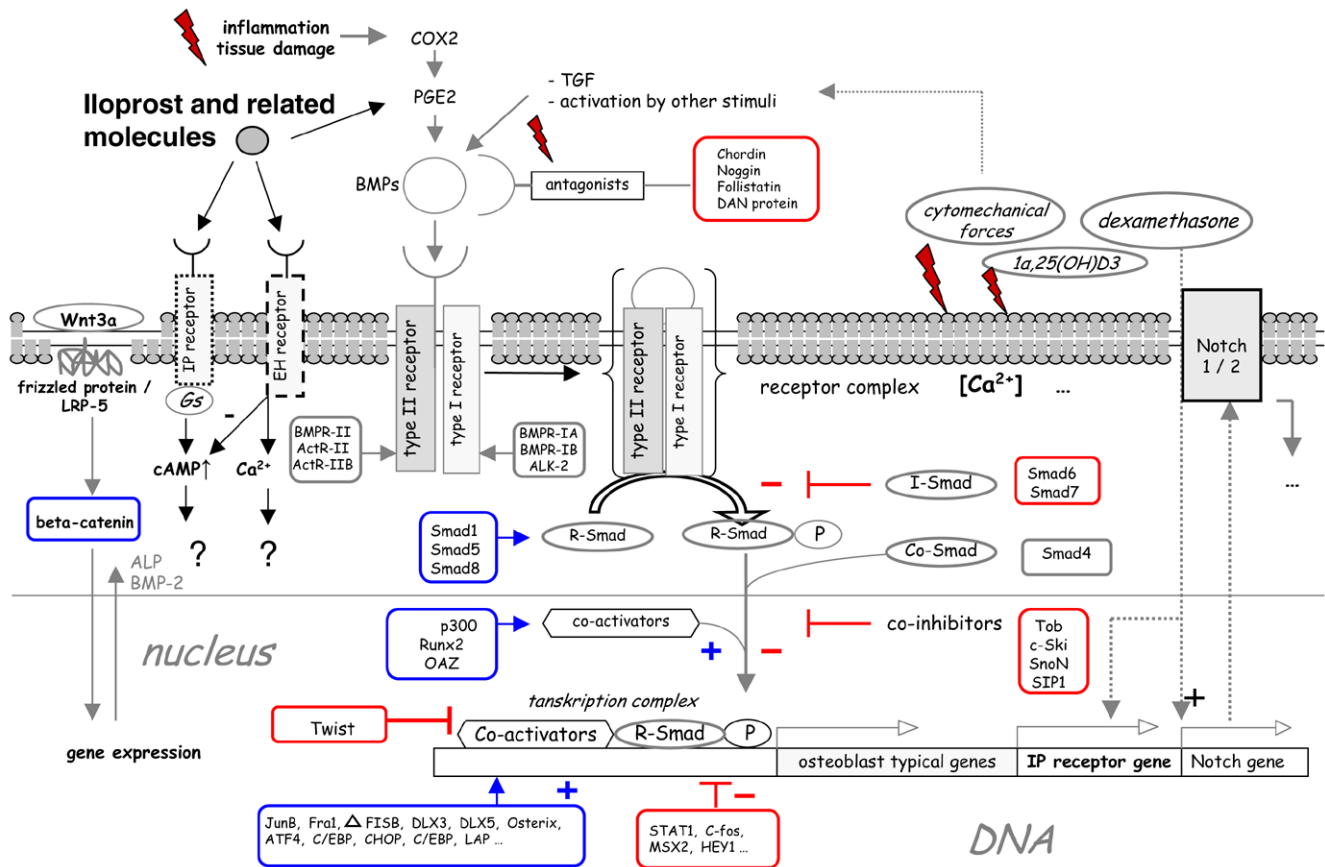 inflammation
tissue damage
COX2
PGE2
- TGF
- activation by other stimuli
Iloprost and related
molecules
BMPs
antagonists
Chordin
Noggin
Follistatin
DAN protein
cytomechanical
forces
dexamethasone
1a,25(OH)D3
Wnt3a
IP receptor
EH receptor
type II receptor
type I receptor
type II receptor
type I receptor
Notch
1 / 2
frizzled protein /
LRP-5
Gs
-
receptor complex
[Ca²⁺]
...
BMPR-II
ActR-II
ActR-IIB
BMPR-IA
BMPR-IB
ALK-2
cAMP↑
Ca²⁺
...
I-Smad
Smad6
Smad7
beta-catenin
?
?
Smad1
Smad5
Smad8
R-Smad
R-Smad
P
Co-Smad
Smad4
ALP
BMP-2
nucleus
p300
Runx2
OAZ
co-activators
+
-
co-inhibitors
Tob
c-Ski
SnoN
SIP1
+
tanskription complex
Twist
Co-activators
R-Smad
P
gene expression
osteoblast typical genes
IP receptor gene
Notch gene
+
-
JunB, Fra1, Δ FISB, DLX3, DLX5, Osterix,
ATF4, C/EBP, CHOP, C/EBP, LAP ...
STAT1, C-fos,
MSX2, HEY1 ...
DNA